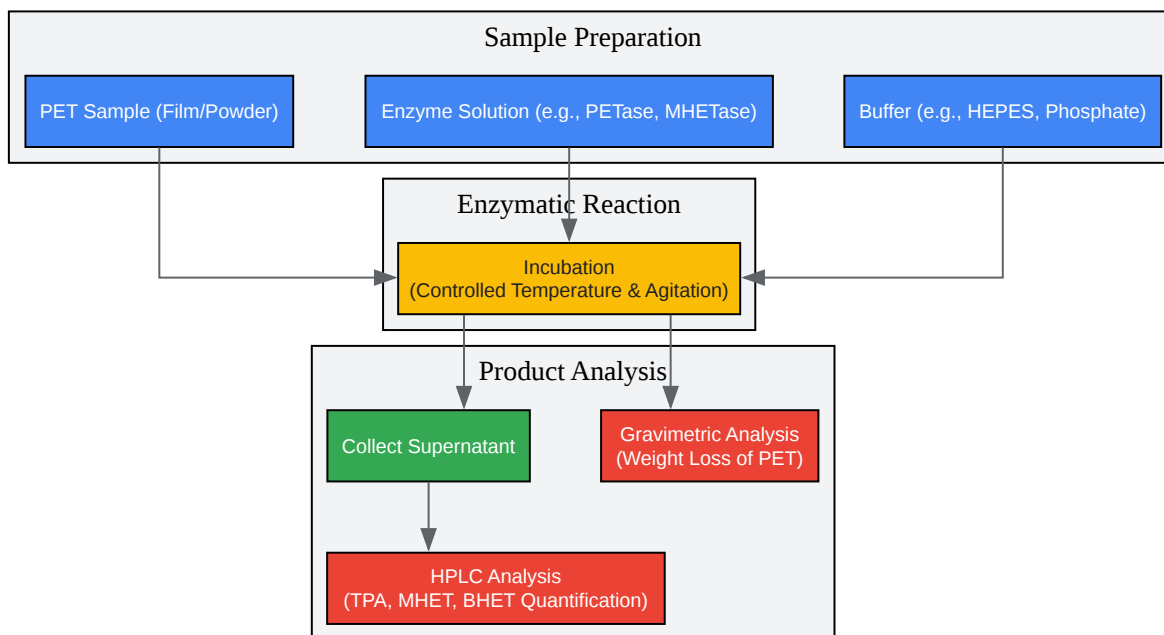 Sample Preparation
PET Sample (Film/Powder)
Enzyme Solution (e.g., PETase, MHETase)
Buffer (e.g., HEPES, Phosphate)
Enzymatic Reaction
Incubation
(Controlled Temperature & Agitation)
Product Analysis
Collect Supernatant
Gravimetric Analysis
(Weight Loss of PET)
HPLC Analysis
(TPA, MHET, BHET Quantification)